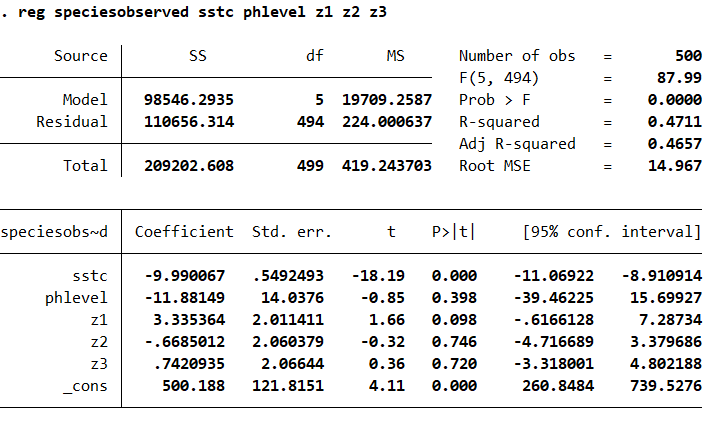 . reg speciesobserved sstc phlevel z1 z2 z3
Source | SS df MS Number of obs = 500
F(5, 494) = 87.99
Model | 98546.2935 5 19709.2587 Prob > F = 0.0000
Residual | 110656.314 494 224.000637 R-squared = 0.4711
Adj R-squared = 0.4657
Total | 209202.608 499 419.243703 Root MSE = 14.967
speciesobs~d | Coefficient Std. err. t P>|t| [95% conf. interval]
sstc | -9.990067 .5492493 -18.19 0.000 -11.06922 -8.910914
phlevel | -11.88149 14.0376 -0.85 0.398 -39.46225 15.69927
z1 | 3.335364 2.011411 1.66 0.098 -.6166128 7.28734
z2 | -.6685012 2.060379 -0.32 0.746 -4.716689 3.379686
z3 | .7420935 2.06644 0.36 0.720 -3.318001 4.802188
_cons | 500.188 121.8151 4.11 0.000 260.8484 739.5276